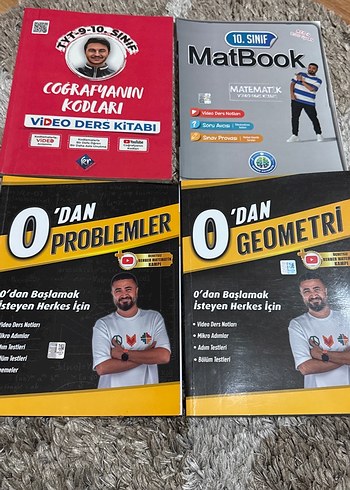 TYT-9-10. SINIF
COĞRAFYANIN
KODLARI
VİDEO DERS KİTABI
YouTube
10. SINIF
MatBook
MATEMATİK
Video Ders Notları
Soru Avcısı
Sınav Provası
0'DAN
PROBLEMLER
0'dan Başlamak
İsteyen Herkes İçin
Video Ders Notları
Mikro Adımlar
Adım Testleri
Bölüm Testleri
0'DAN
GEOMETRİ
0'dan Başlamak
İsteyen Herkes İçin
• Video Ders Notları
• Mikro Adımlar
• Adım Testleri
• Bölüm Testleri